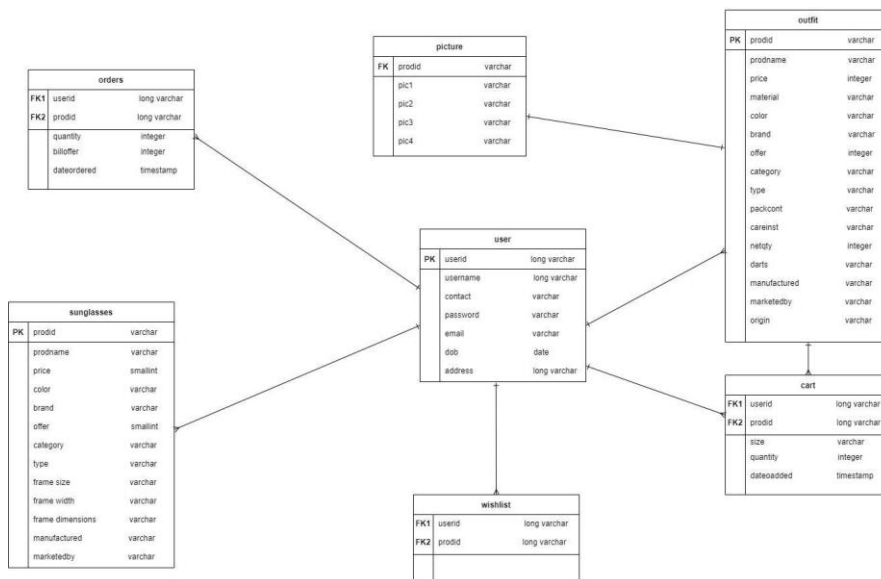 orders
FK1 userid long varchar
FK2 prodid long varchar
quantity integer
billoffer integer
dateordered timestamp
picture
FK prodid varchar
pic1 varchar
pic2 varchar
pic3 varchar
pic4 varchar
outfit
PK prodid varchar
prodname varchar
price integer
material varchar
color varchar
brand varchar
offer integer
category varchar
type varchar
packcont varchar
careinst varchar
netqty integer
darts varchar
manufactured varchar
marketedby varchar
origin varchar
user
PK userid long varchar
username long varchar
contact varchar
password varchar
email varchar
dob date
address long varchar
sunglasses
PK prodid varchar
prodname varchar
price smallint
color varchar
brand varchar
offer smallint
category varchar
type varchar
frame size varchar
frame width varchar
frame dimensions varchar
manufactured varchar
marketedby varchar
cart
FK1 userid long varchar
FK2 prodid long varchar
size varchar
quantity integer
dateoadded timestamp
wishlist
FK1 userid long varchar
FK2 prodid long varchar